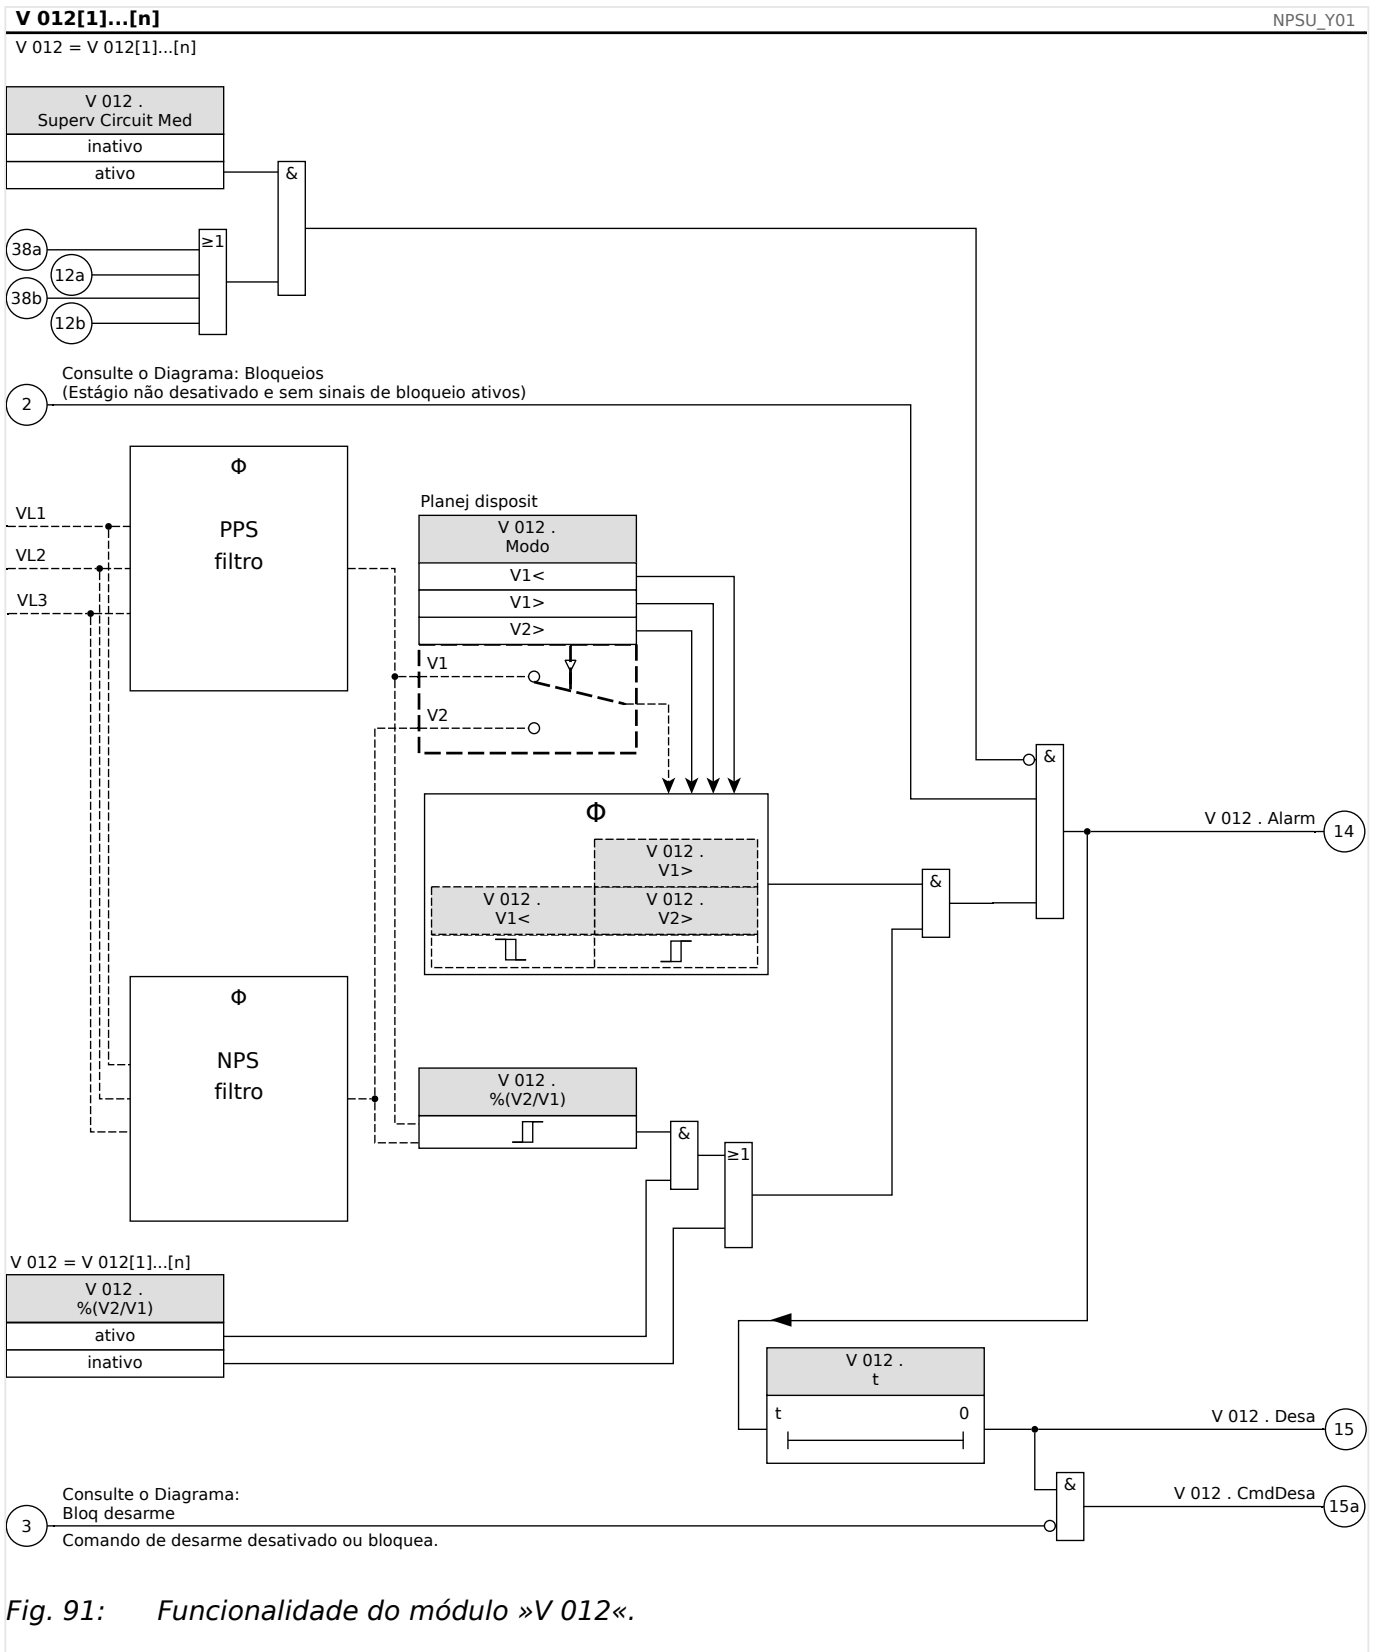 V 012[1]...[n]
NPSU_Y01
V 012 = V 012[1]...[n]
V 012 .
Superv Circuit Med
inativo
ativo
&
38a
≥1
12a
38b
12b
Consulte o Diagrama: Bloqueios
(Estágio não desativado e sem sinais de bloqueio ativos)
2
Φ
PPS
filtro
VL1
VL2
VL3
Planej disposit
V 012 .
Modo
V1<
V1>
V2>
V1
V2
Φ
V 012 .
V1>
V 012 .
V1<
V 012 .
V2>
&
&
V 012 . Alarm
14
Φ
NPS
filtro
V 012 .
%(V2/V1)
&
≥1
V 012 = V 012[1]...[n]
V 012 .
%(V2/V1)
ativo
inativo
V 012 .
t
t
0
V 012 . Desa
15
&
V 012 . CmdDesa
15a
Consulte o Diagrama:
Bloq desarme
3
Comando de desarme desativado ou bloquea.
Fig. 91: Funcionalidade do módulo »V 012«.